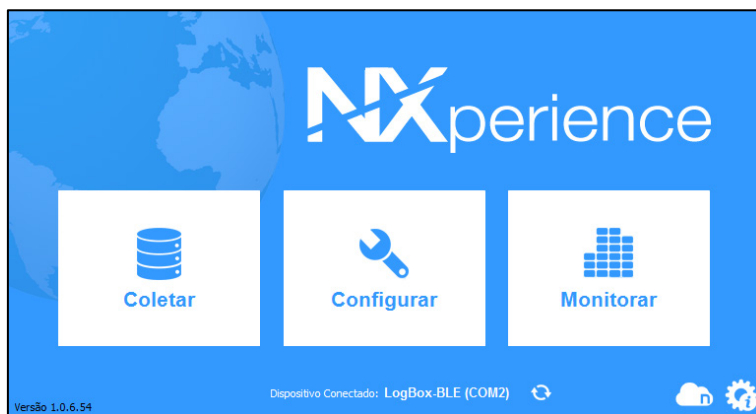 NXperience
Coletar
Configurar
Monitorar
Dispositivo Conectado: LogBox-BLE (COM2)
n
i
Versão 1.0.6.54